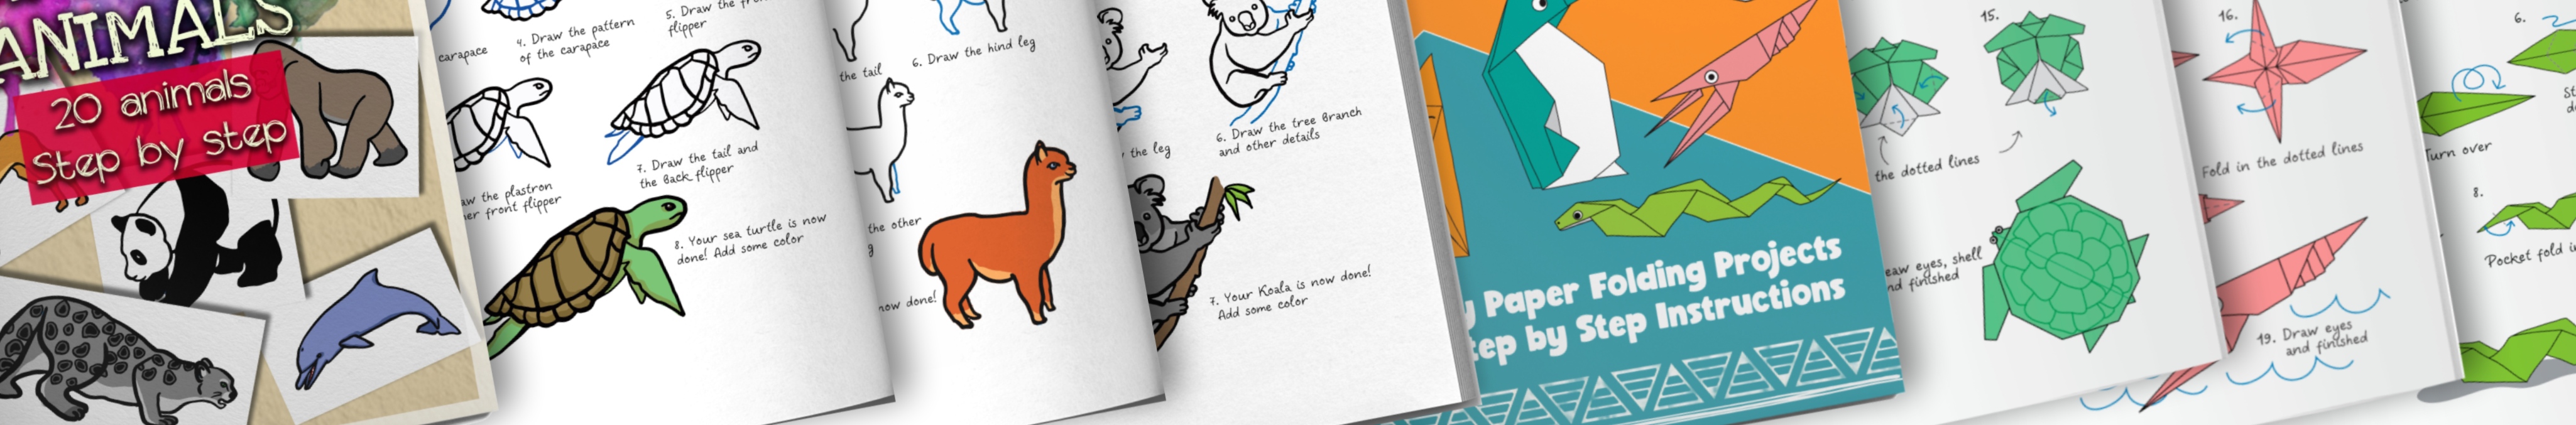 ANIMALS
20 animals
Step by step
carapace
4. Draw the pattern
of the carapace
5. Draw the
flipper
7. Draw the tail and
the back flipper
the plastron
front flipper
8. Your sea turtle is now
done! Add some color
the tail
6. Draw the hind leg
the other
now done!
the leg
6. Draw the tree Branch
and other details
7. Your Koala is now done!
Add some color
Paper Folding Projects
by Step Instructions
15.
the dotted lines
eyes, shell
finished
16.
Fold in the dotted lines
19. Draw eyes
and finished
6.
Turn over
8.
Pocket fold